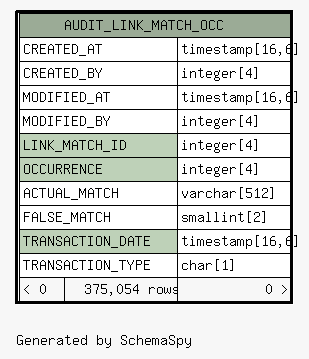 AUDIT_LINK_MATCH_OCC
CREATED_AT timestamp[16,6]
CREATED_BY integer[4]
MODIFIED_AT timestamp[16,6]
MODIFIED_BY integer[4]
LINK_MATCH_ID integer[4]
OCCURRENCE integer[4]
ACTUAL_MATCH varchar[512]
FALSE_MATCH smallint[2]
TRANSACTION_DATE timestamp[16,6]
TRANSACTION_TYPE char[1]
< 0 375,054 rows 0 >
Generated by SchemaSpy